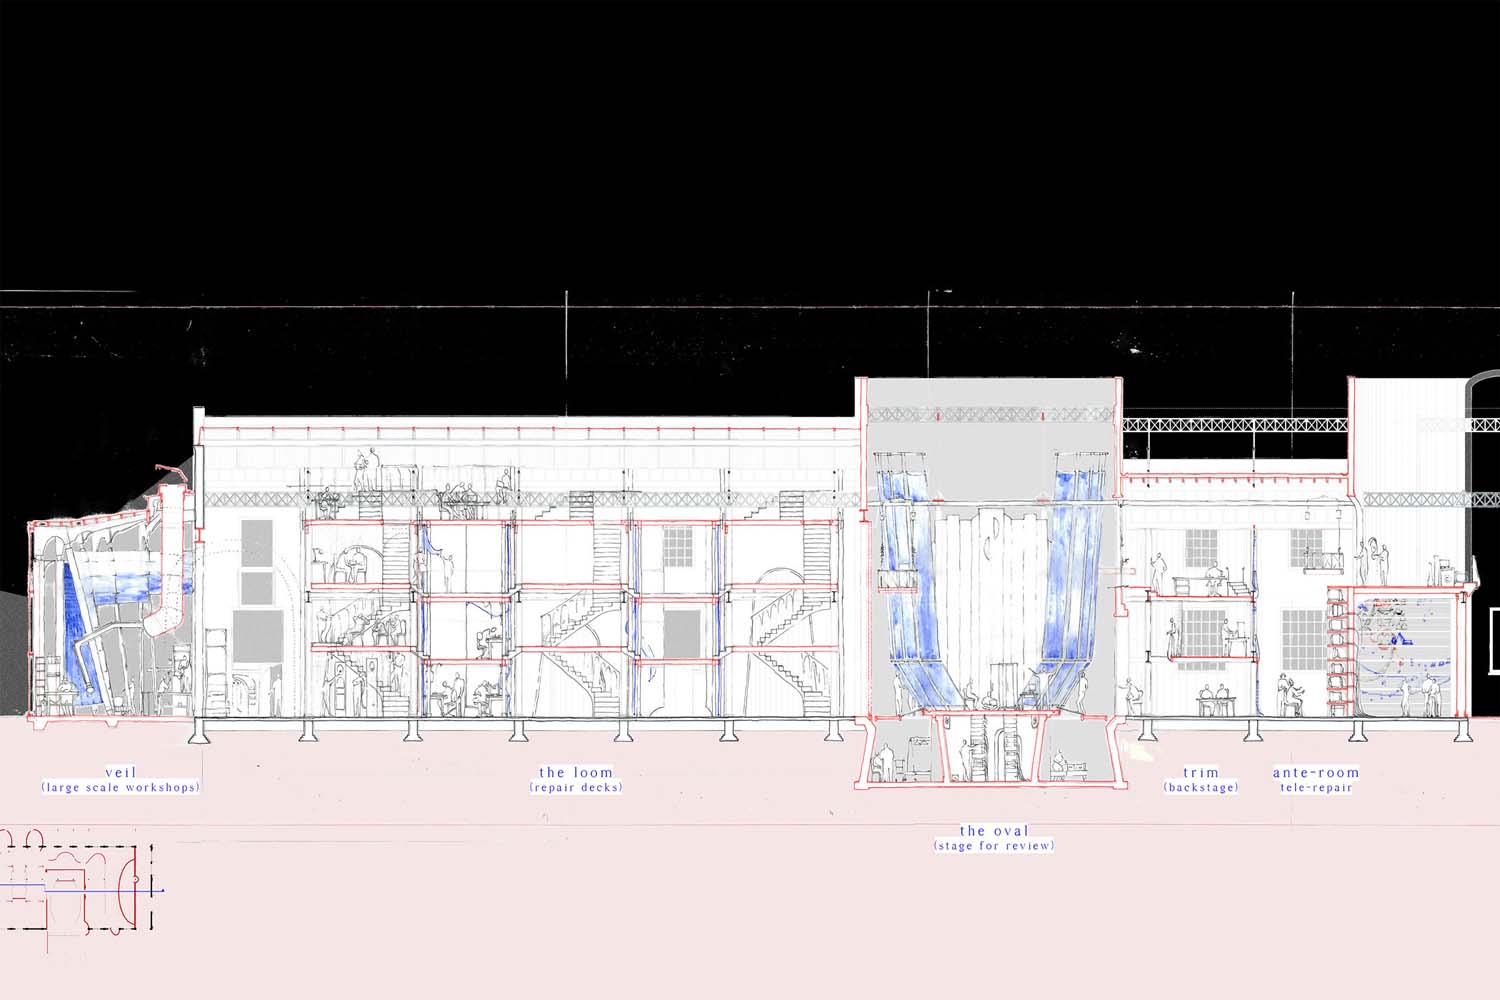 veil
(large scale workshops)
the loom
(repair decks)
the oval
(stage for review)
trim
(backstage)
ante-room
tele-repair